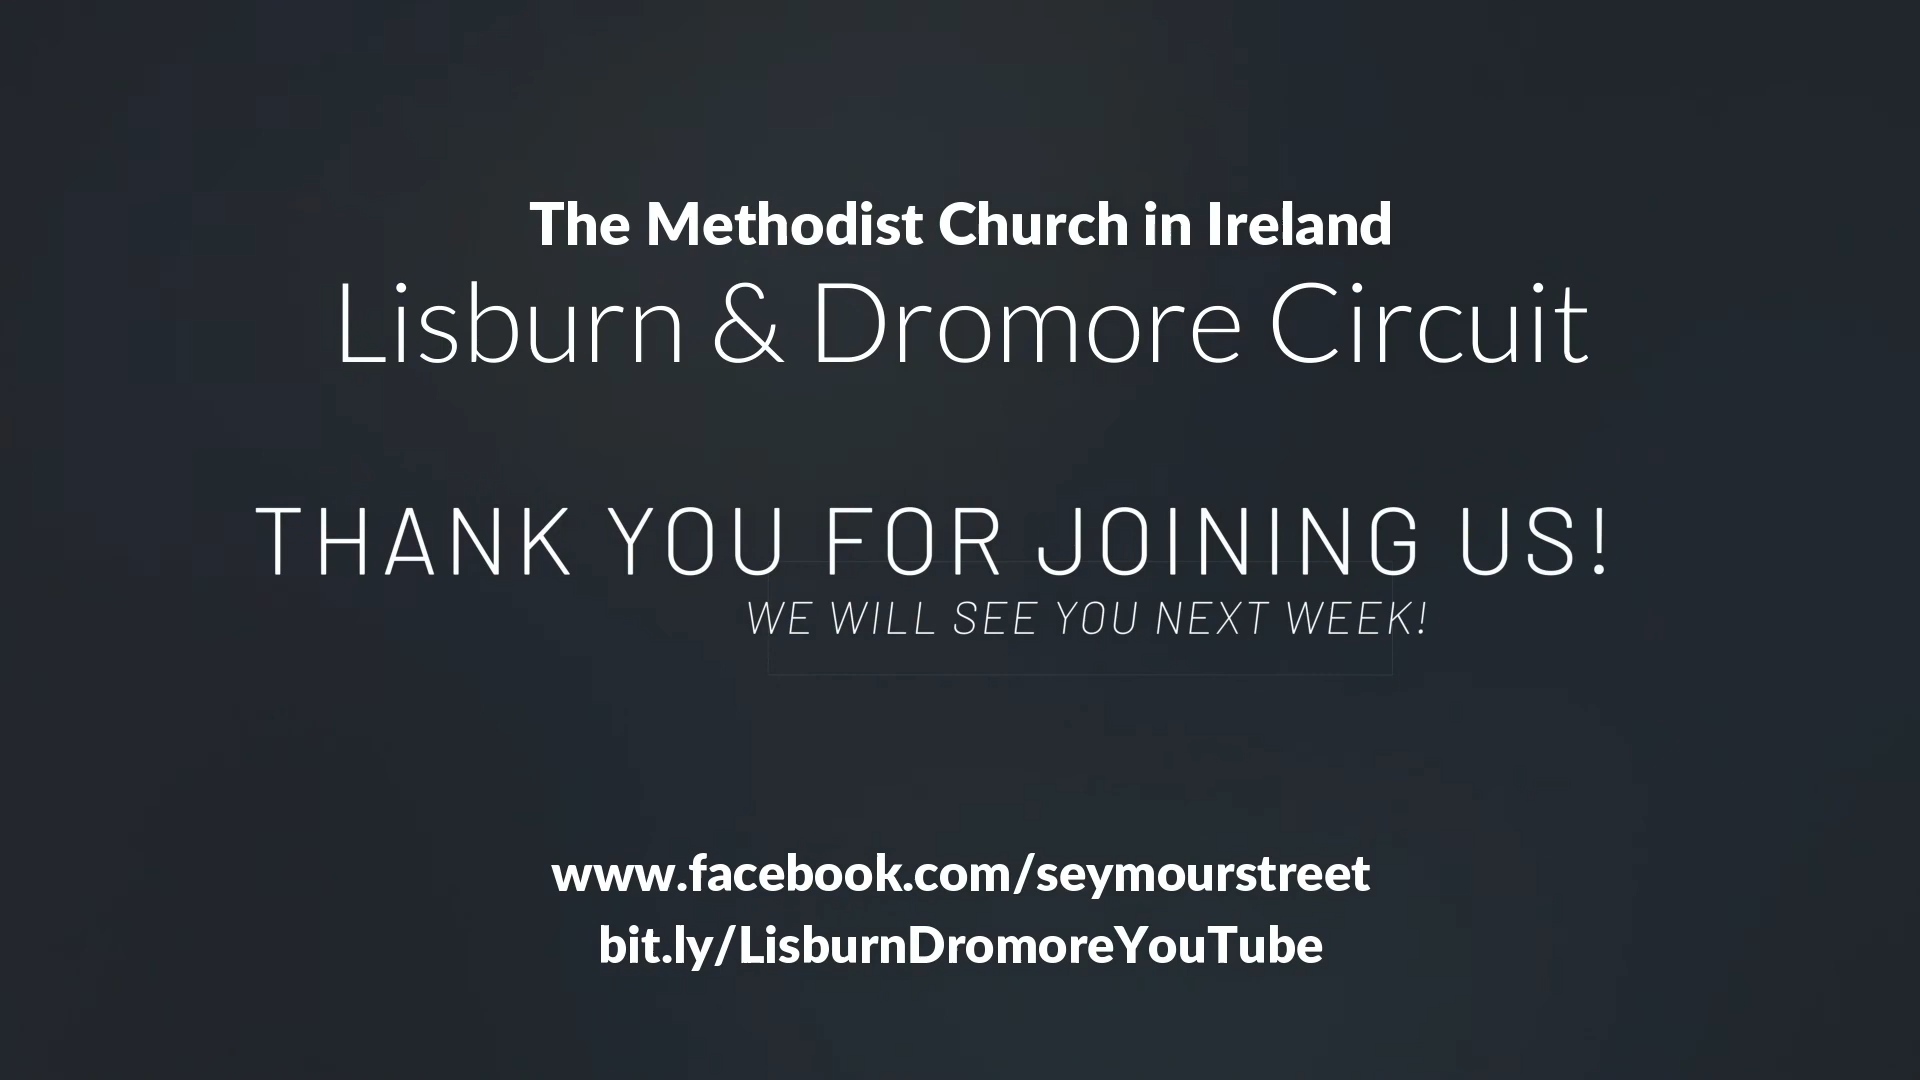 The Methodist Church in Ireland
Lisburn & Dromore Circuit
THANK YOU FOR JOINING US!
WE WILL SEE YOU NEXT WEEK!
www.facebook.com/seymourstreet
bit.ly/LisburnDromoreYouTube